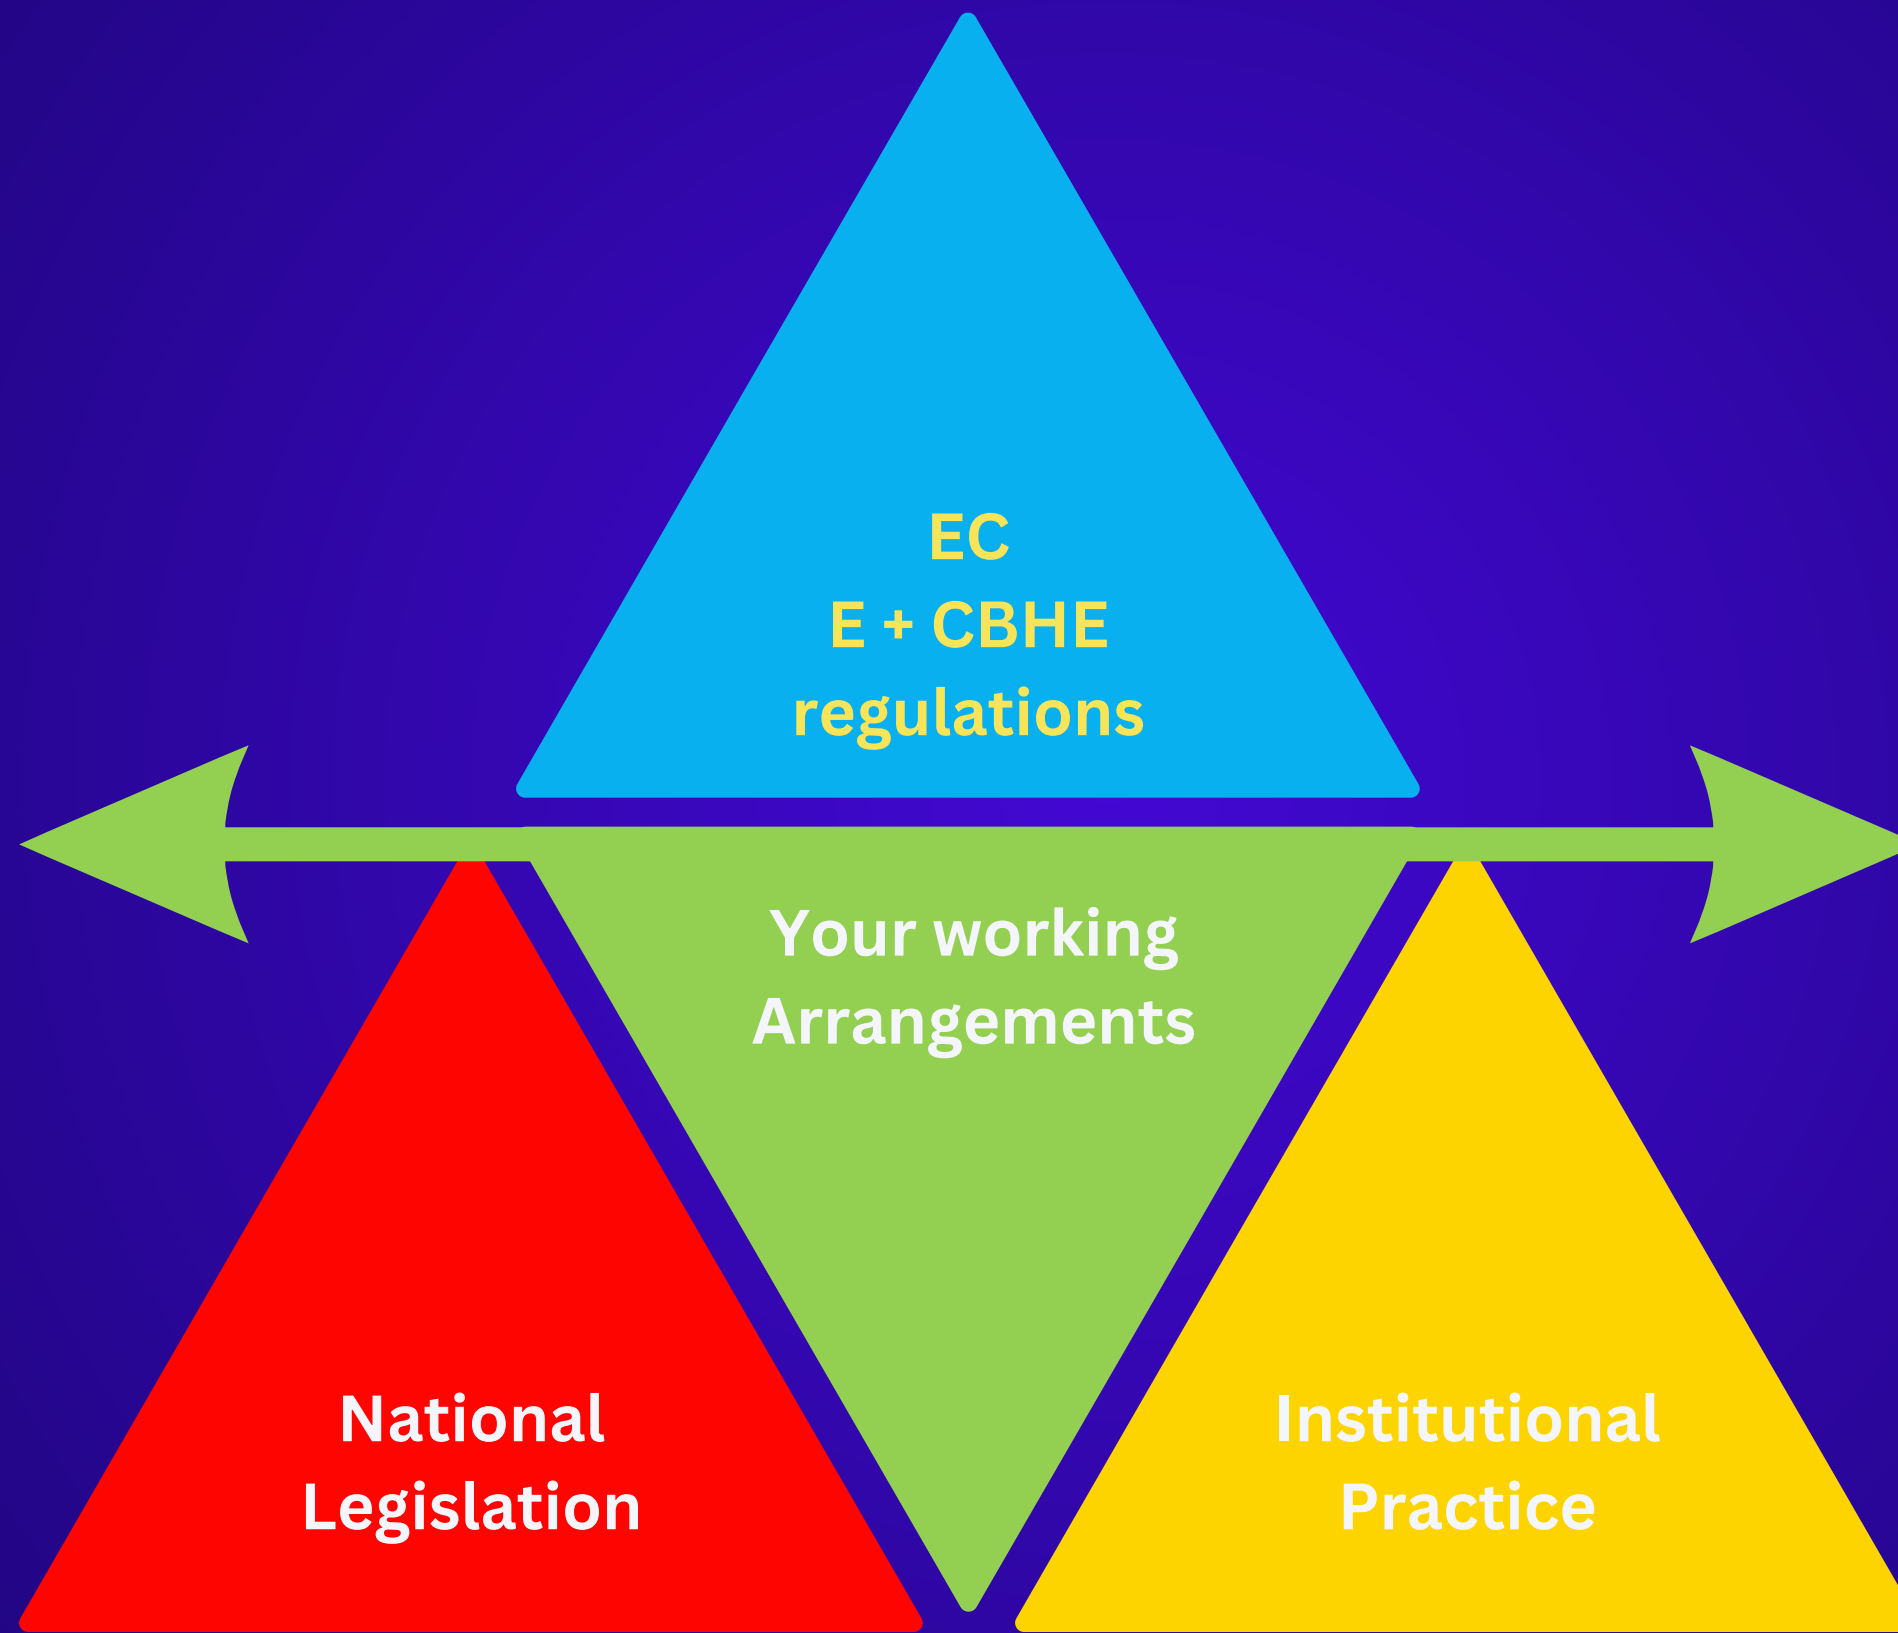 EC
E + CBHE
regulations
Your working
Arrangements
National
Legislation
Institutional
Practice